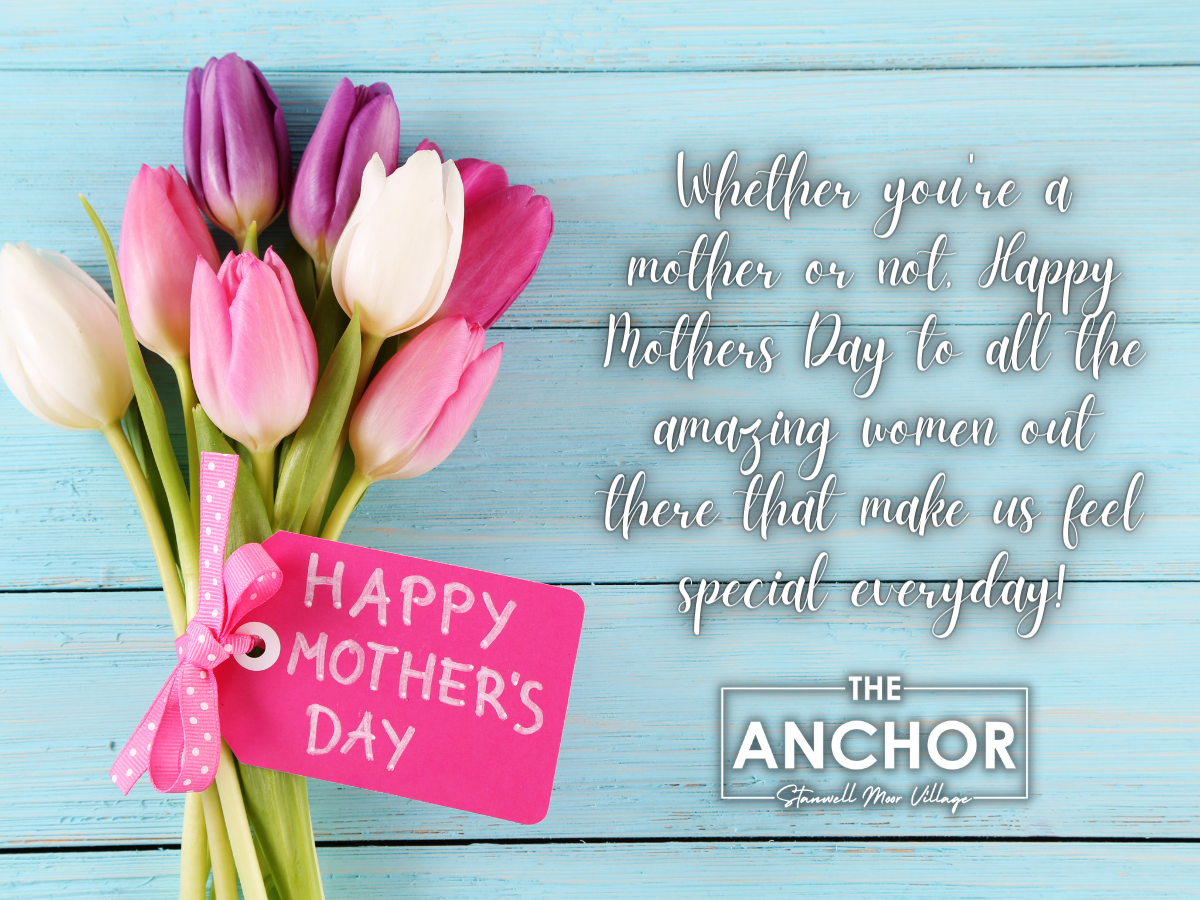 Whether you're a
mother or not, Happy
Mothers Day to all the
amazing women out
there that make us feel
special everyday!
HAPPY
MOTHER'S
DAY
THE
ANCHOR
Stanwell Moor Village